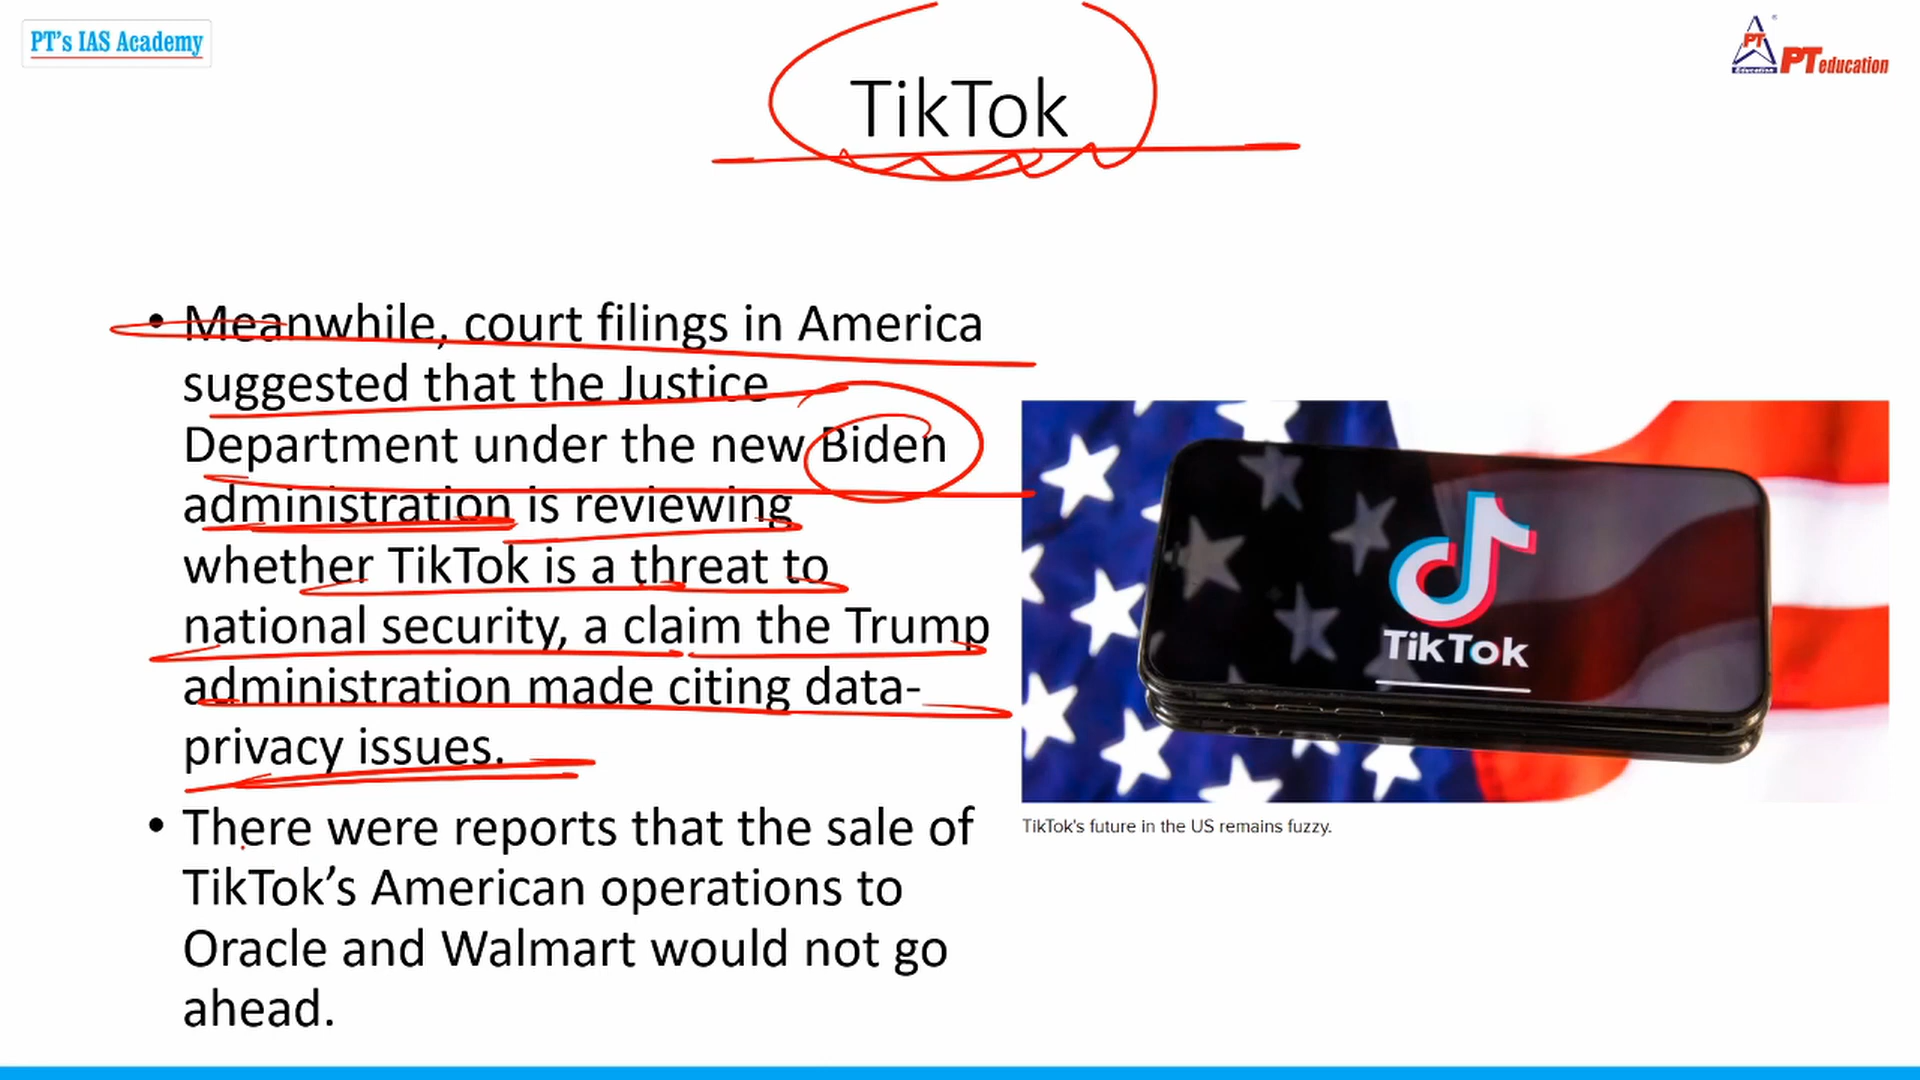 PT's IAS Academy
PT
Education
PT education
TikTok
• Meanwhile, court filings in America
suggested that the Justice
Department under the new Biden
administration is reviewing
whether TikTok is a threat to
national security, a claim the Trump
administration made citing data-
privacy issues.
• There were reports that the sale of
TikTok’s American operations to
Oracle and Walmart would not go
ahead.
TikTok
TikTok's future in the US remains fuzzy.